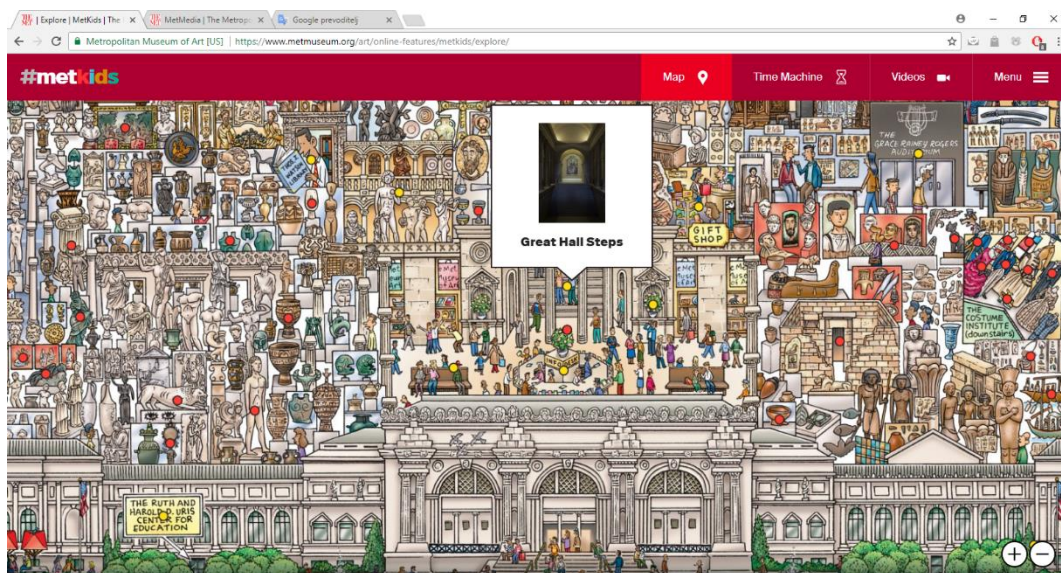 | Explore | MetKids | The
MetMedia | The Metropo
Google prevoditelj
Metropolitan Museum of Art [US] | https://www.metmuseum.org/art/online-features/metkids/explore/
#metkids
Map
Time Machine
Videos
Menu
THE
GRACE RAINEY ROGERS
AUDITORIUM
GIFT
SHOP
Great Hall Steps
THE
COSTUME
INSTITUTE
(downstairs)
THE RUTH AND
HAROLD D. URIS
CENTER FOR
EDUCATION